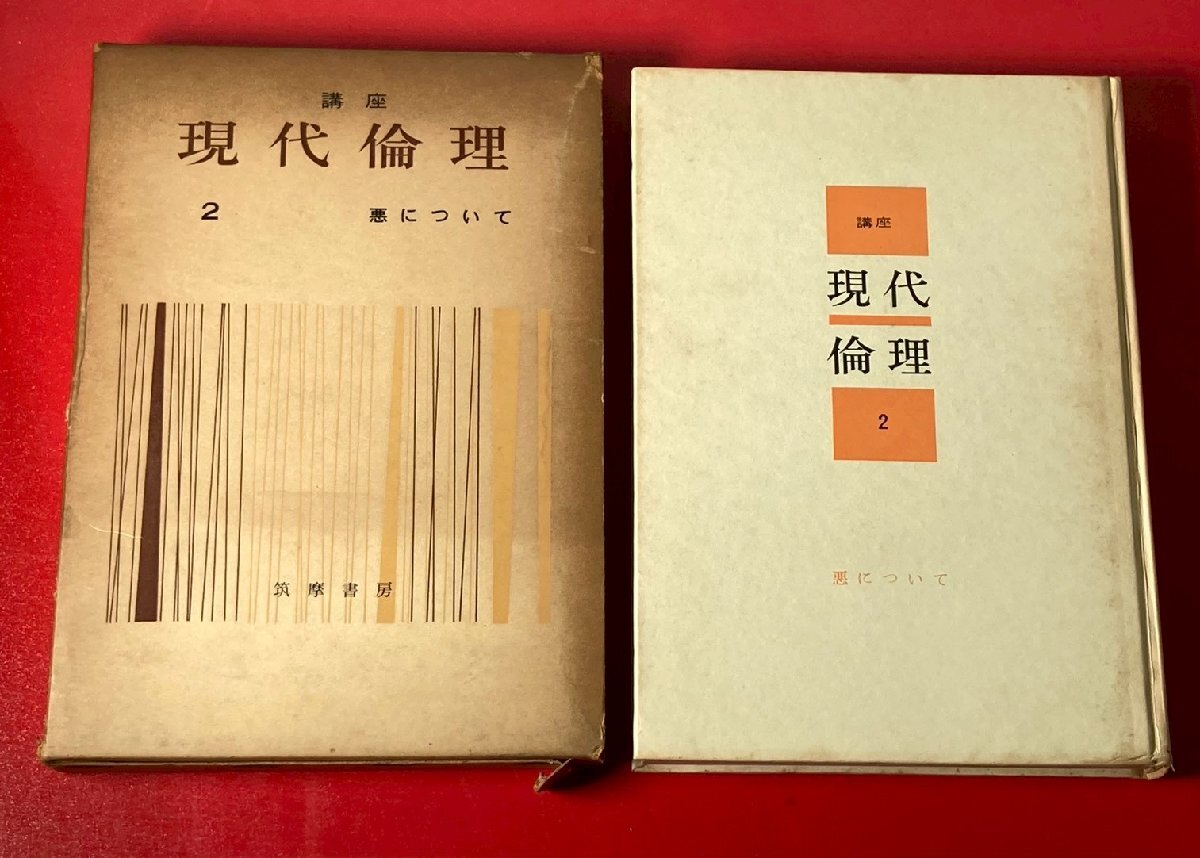 講座
現代倫理
2 悪について
筑摩書房
講座
現代
倫理
2
悪について